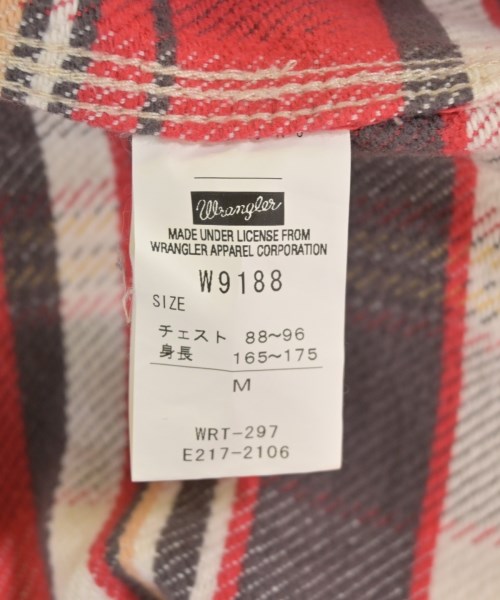 Wrangler
MADE UNDER LICENSE FROM
WRANGLER APPAREL CORPORATION
W9188
SIZE
チェスト 88〜96
身長 165〜175
M
WRT-297
E217-2106